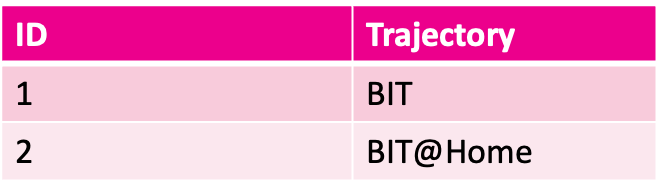 ID Trajectory
1 BIT
2 BIT@Home